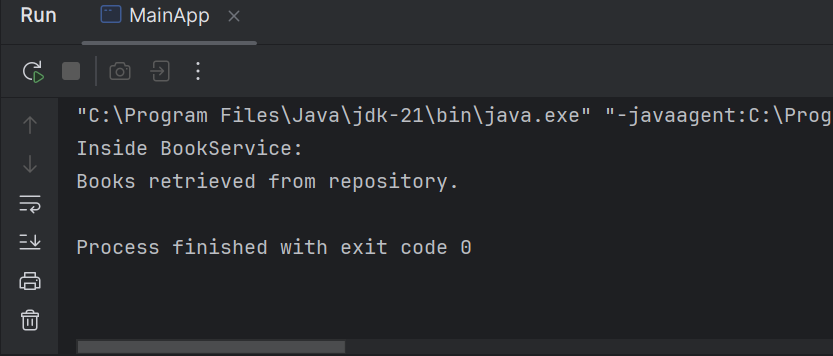 Run MainApp
"C:\Program Files\Java\jdk-21\bin\java.exe" "-javaagent:C:\Prog
Inside BookService:
Books retrieved from repository.
Process finished with exit code 0